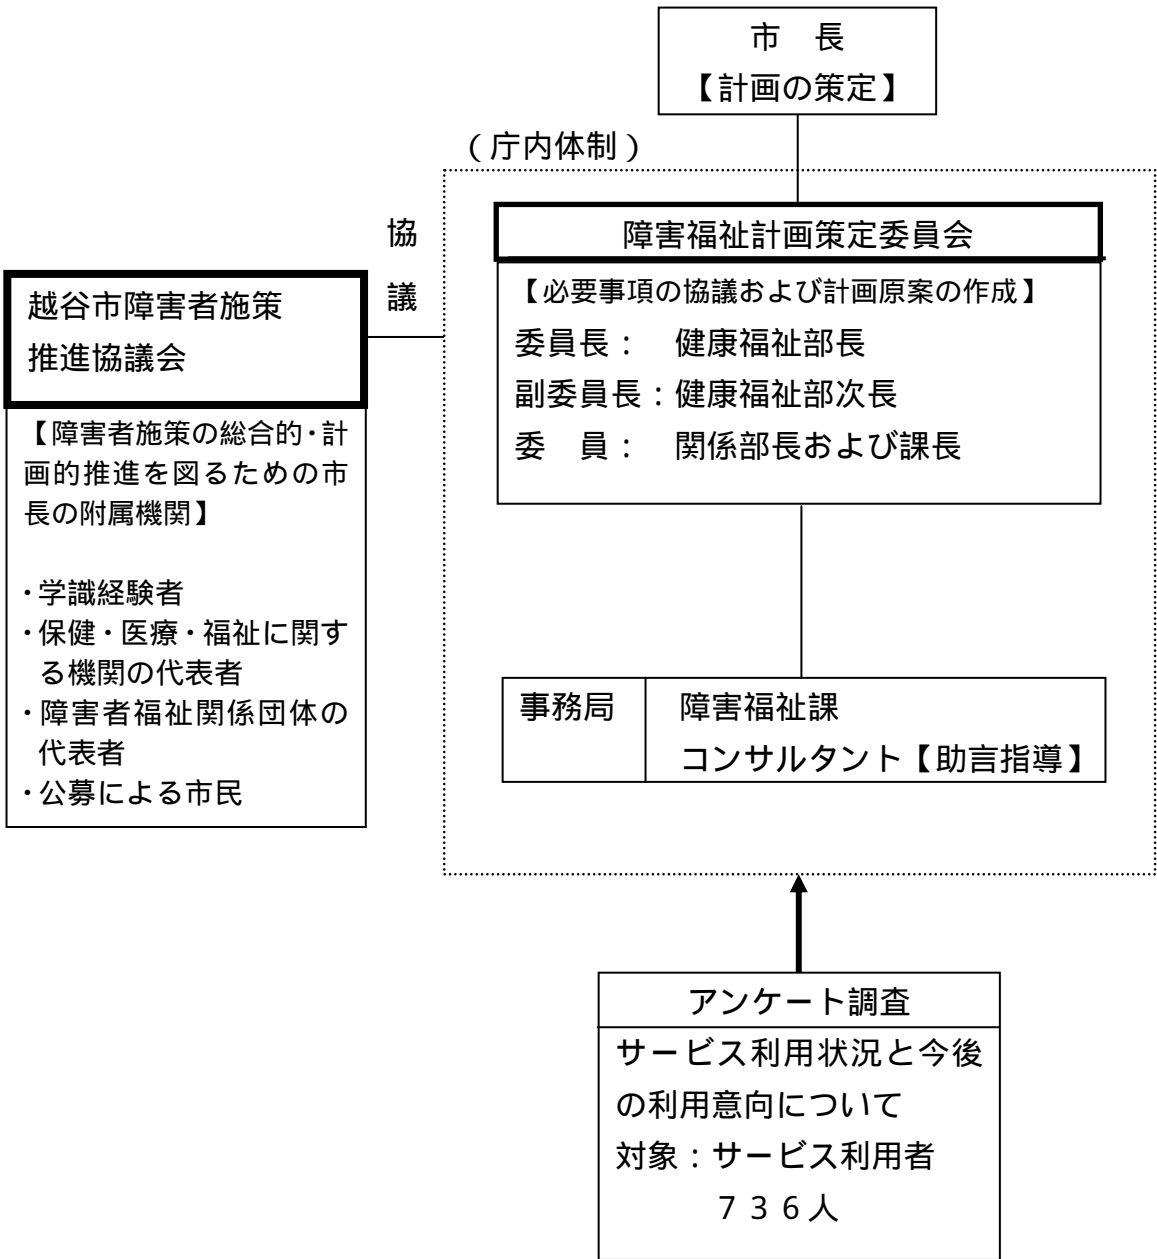 市　長
【計画の策定】
（庁内体制）
協
議
越谷市障害者施策
推進協議会
【障害者施策の総合的・計
画的推進を図るための市
長の附属機関】
・学識経験者
・保健・医療・福祉に関す
る機関の代表者
・障害者福祉関係団体の
代表者
・公募による市民
障害福祉計画策定委員会
【必要事項の協議および計画原案の作成】
委員長：　健康福祉部長
副委員長：健康福祉部次長
委　員：　関係部長および課長
事務局　障害福祉課
コンサルタント【助言指導】
アンケート調査
サービス利用状況と今後
の利用意向について
対象：サービス利用者
７３６人